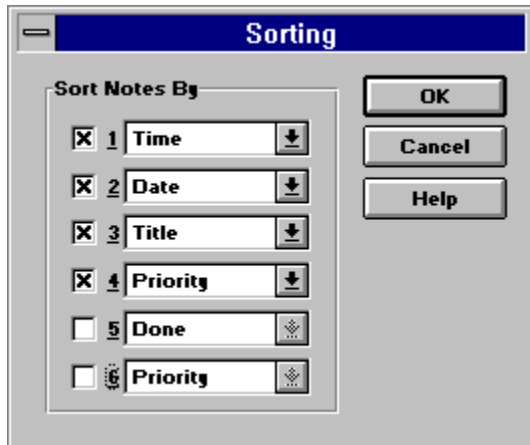 Sorting
Sort Notes By
1 Time
2 Date
3 Title
4 Priority
5 Done
6 Priority
OK
Cancel
Help